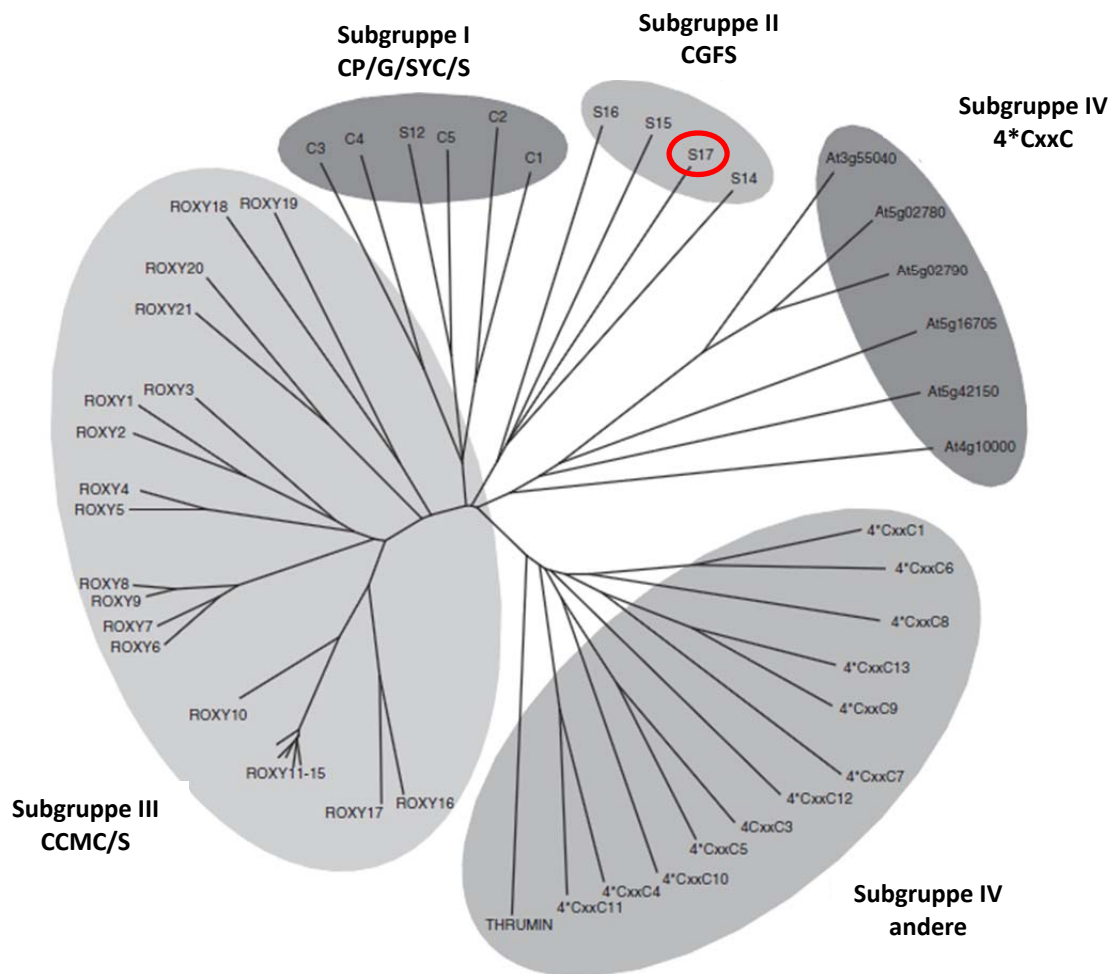 Subgruppe I
CP/G/SYC/S
Subgruppe II
CGFS
Subgruppe IV
4*CxxC
C3
C4
S12
C5
C2
C1
S16
S15
S17
S14
At3g55040
At5g02780
At5g02790
At5g16705
At5g42150
At4g10000
ROXY18
ROXY19
ROXY20
ROXY21
ROXY3
ROXY1
ROXY2
ROXY4
ROXY5
ROXY8
ROXY9
ROXY7
ROXY6
ROXY10
ROXY11-15
ROXY17
ROXY16
Subgruppe III
CCMC/S
4*CxxC1
4*CxxC6
4*CxxC8
4*CxxC13
4*CxxC9
4*CxxC7
4*CxxC12
4CxxC3
4*CxxC5
4*CxxC10
4*CxxC4
4*CxxC11
THRUMIN
Subgruppe IV
andere